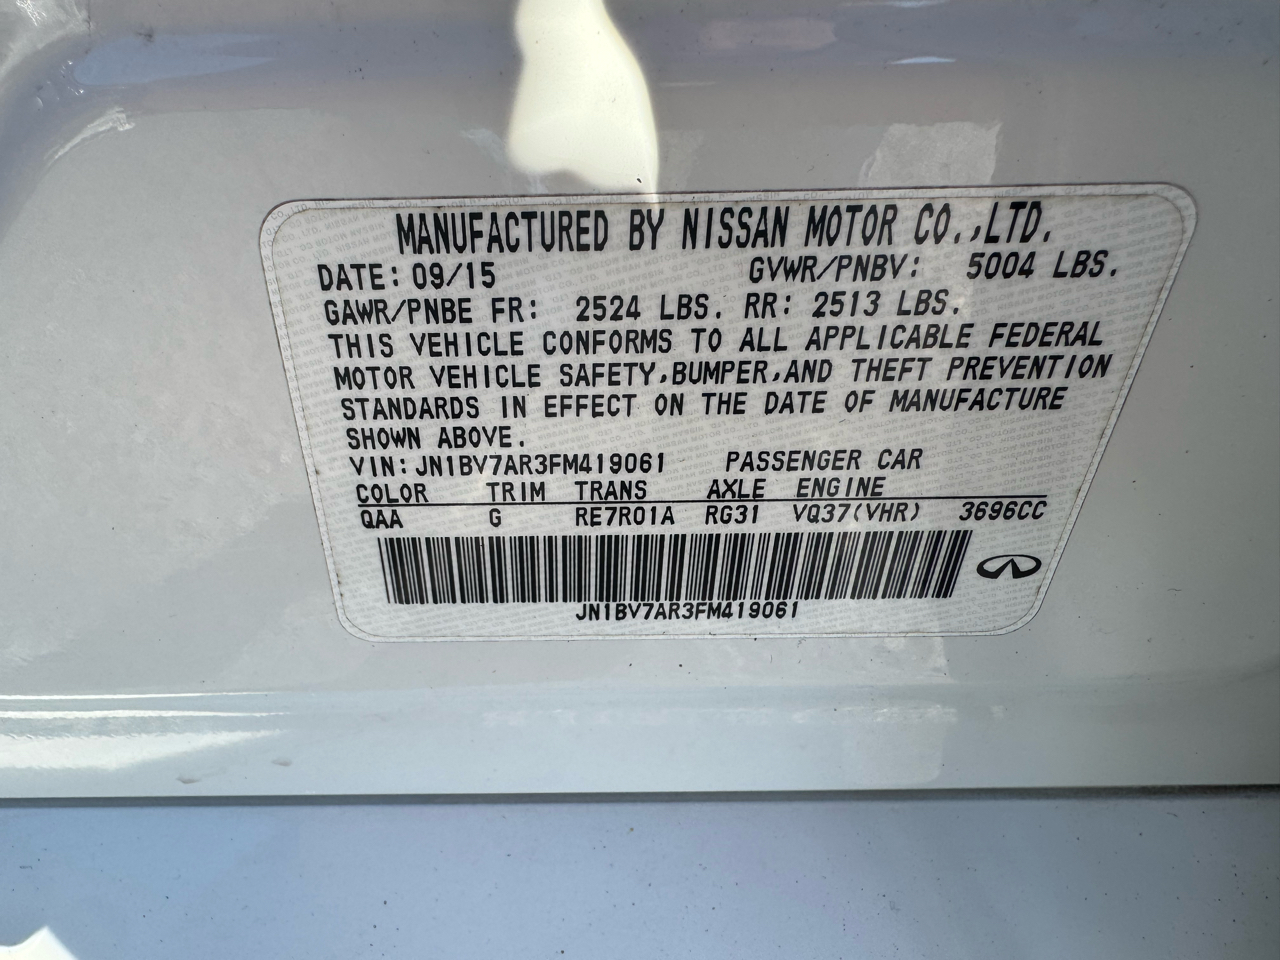 MANUFACTURED BY NISSAN MOTOR CO.,LTD.
DATE: 09/15 GVWR/PNBV: 5004 LBS.
GAWR/PNBE FR: 2524 LBS. RR: 2513 LBS.
THIS VEHICLE CONFORMS TO ALL APPLICABLE FEDERAL
MOTOR VEHICLE SAFETY,BUMPER,AND THEFT PREVENTION
STANDARDS IN EFFECT ON THE DATE OF MANUFACTURE
SHOWN ABOVE.
VIN: JN1BV7AR3FM419061 PASSENGER CAR
COLOR TRIM TRANS AXLE ENGINE
QAA G RE7R01A RG31 VQ37(VHR) 3696CC
JN1BV7AR3FM419061